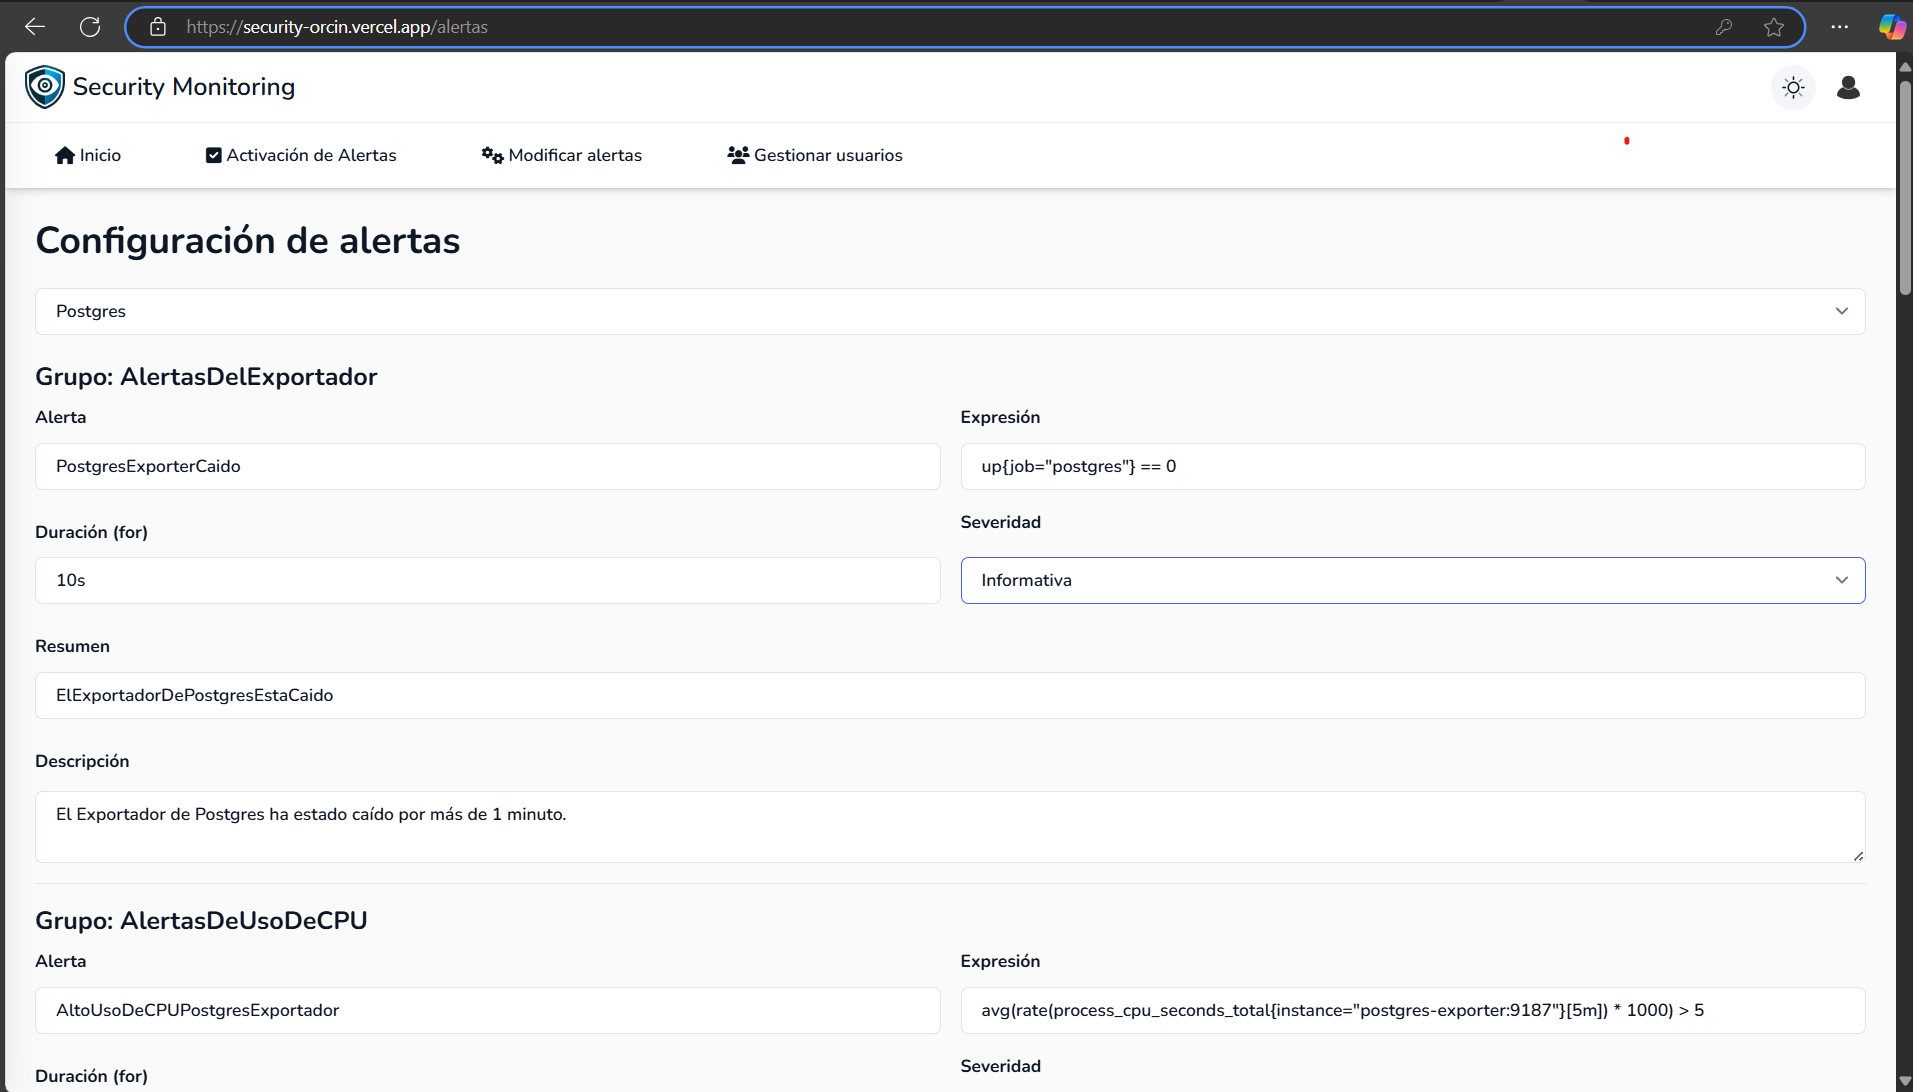 https://security-orcin.vercel.app/alertas
Security Monitoring
Inicio
Activación de Alertas
Modificar alertas
Gestionar usuarios
Configuración de alertas
Postgres
Grupo: AlertasDelExportador
Alerta
Expresión
PostgresExporterCaido
up{job="postgres"} == 0
Duración (for)
Severidad
10s
Informativa
Resumen
ElExportadorDePostgresEstaCaido
Descripción
El Exportador de Postgres ha estado caído por más de 1 minuto.
Grupo: AlertasDeUsoDeCPU
Alerta
Expresión
AltoUsoDeCPUPostgresExportador
avg(rate(process_cpu_seconds_total{instance="postgres-exporter:9187"}[5m]) * 1000) > 5
Duración (for)
Severidad